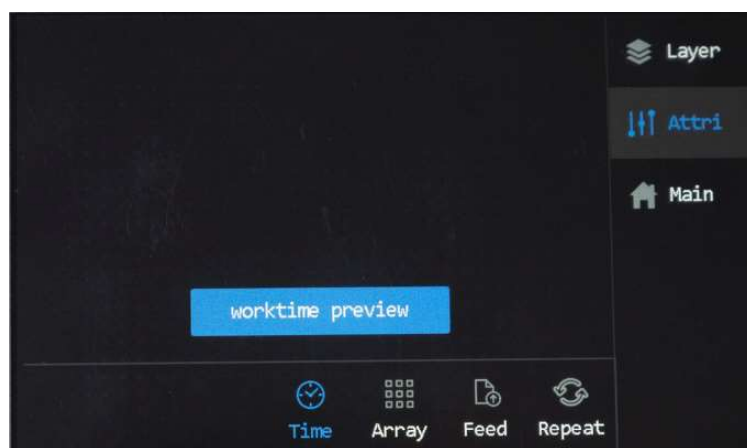 Layer
Attri
Main
worktime preview
Time Array Feed Repeat